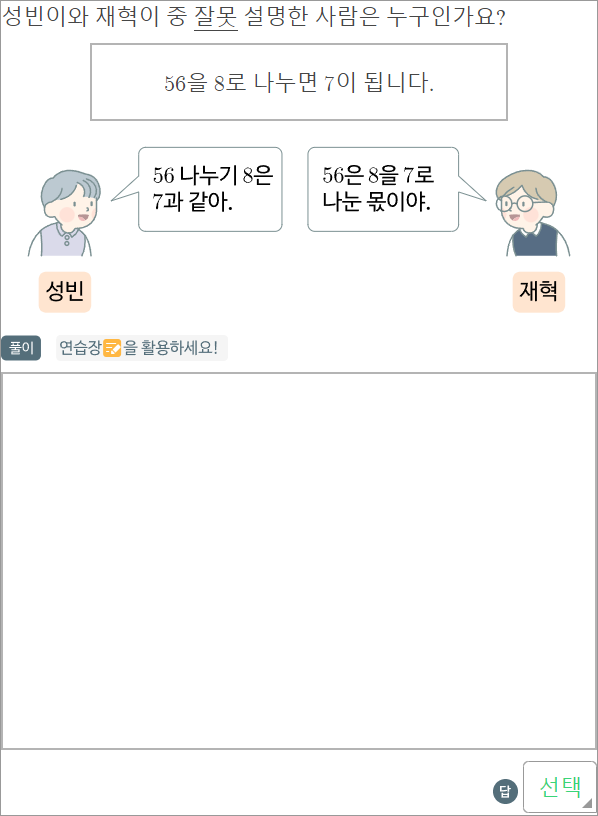 성빈이와 재혁이 중 잘못 설명한 사람은 누구인가요?
56을 8로 나누면 7이 됩니다.
56 나누기 8은
7과 같아.
56은 8을 7로
나눈 몫이야.
성빈
재혁
풀이
연습장을 활용하세요!
답
선택